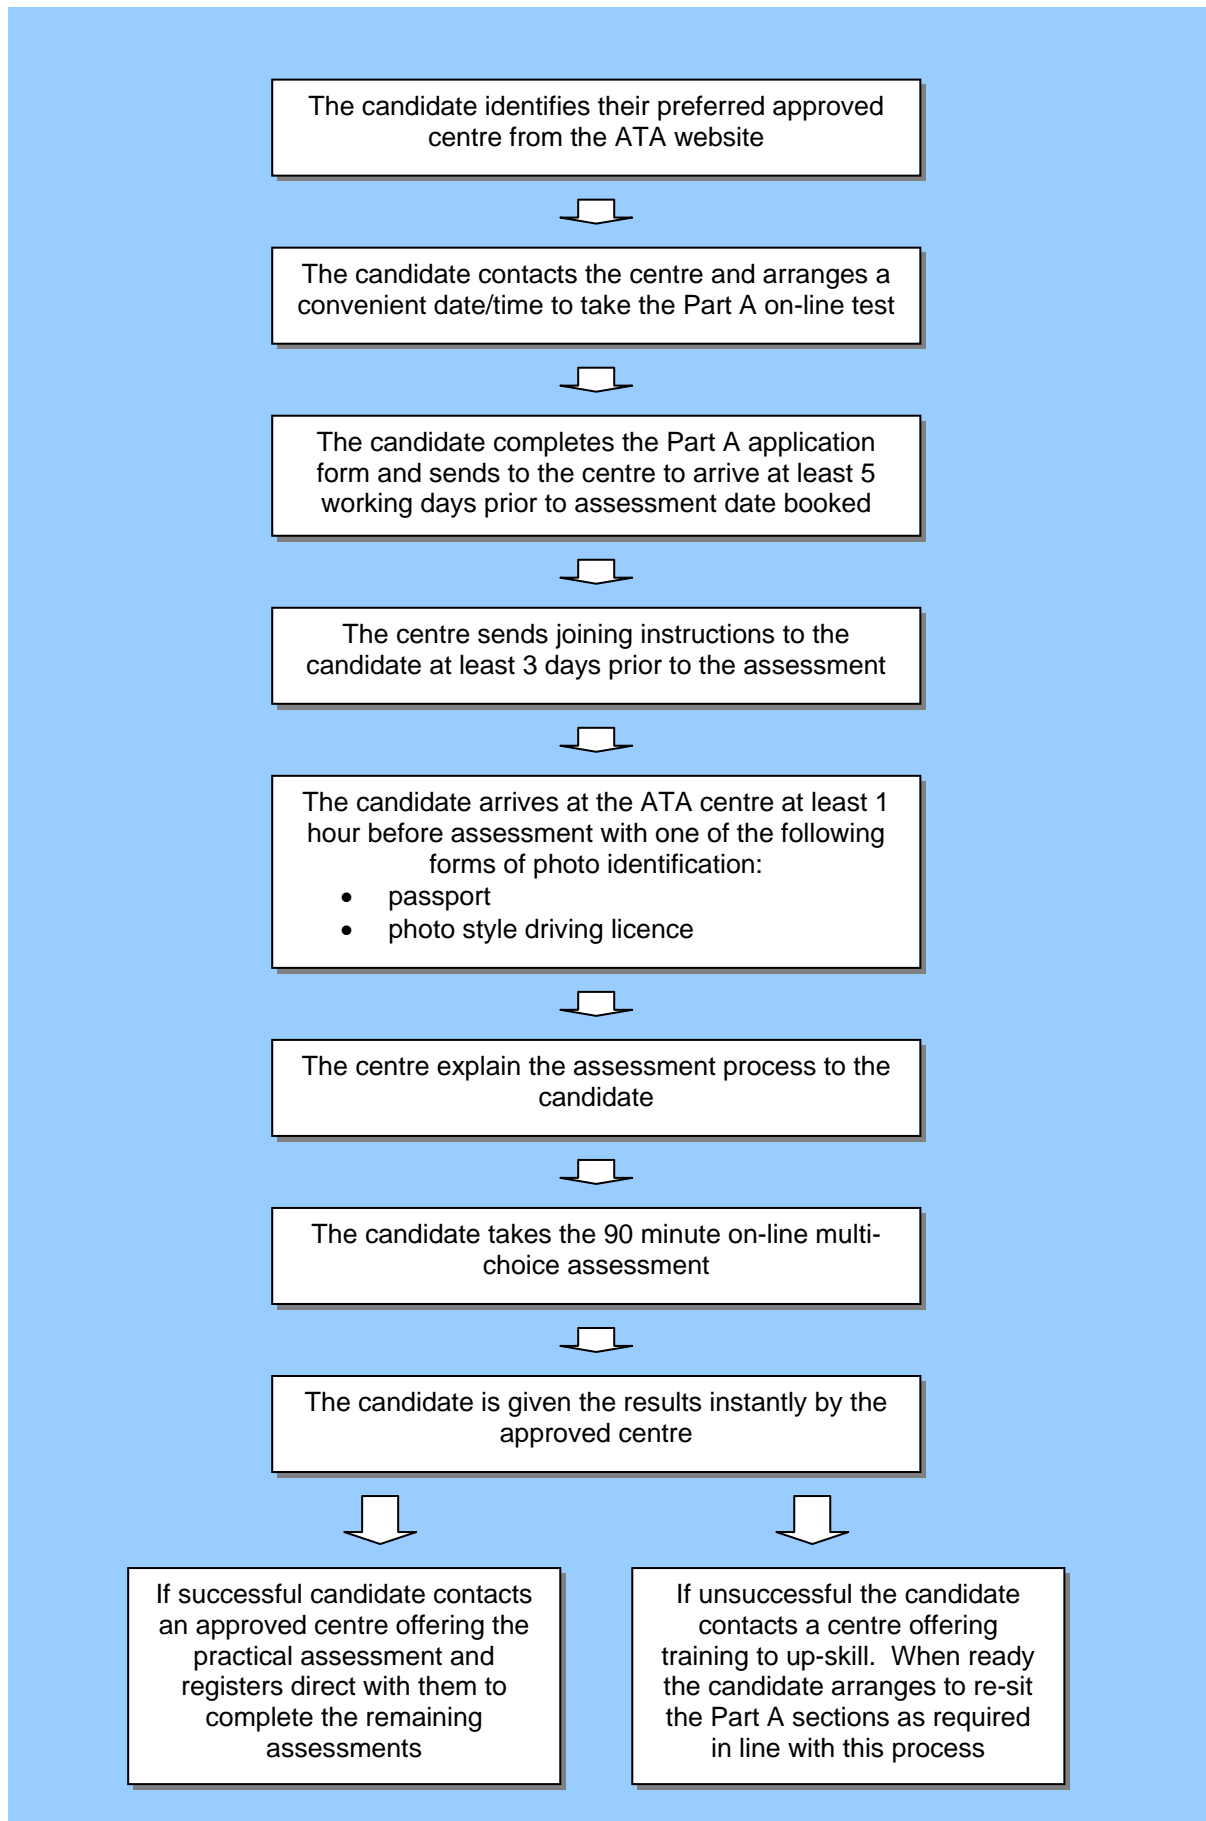 The candidate identifies their preferred approved
centre from the ATA website
The candidate contacts the centre and arranges a
convenient date/time to take the Part A on-line test
The candidate completes the Part A application
form and sends to the centre to arrive at least 5
working days prior to assessment date booked
The centre sends joining instructions to the
candidate at least 3 days prior to the assessment
The candidate arrives at the ATA centre at least 1
hour before assessment with one of the following
forms of photo identification:
• passport
• photo style driving licence
The centre explain the assessment process to the
candidate
The candidate takes the 90 minute on-line multi-
choice assessment
The candidate is given the results instantly by the
approved centre
If successful candidate contacts
an approved centre offering the
practical assessment and
registers direct with them to
complete the remaining
assessments
If unsuccessful the candidate
contacts a centre offering
training to up-skill.  When ready
the candidate arranges to re-sit
the Part A sections as required
in line with this process